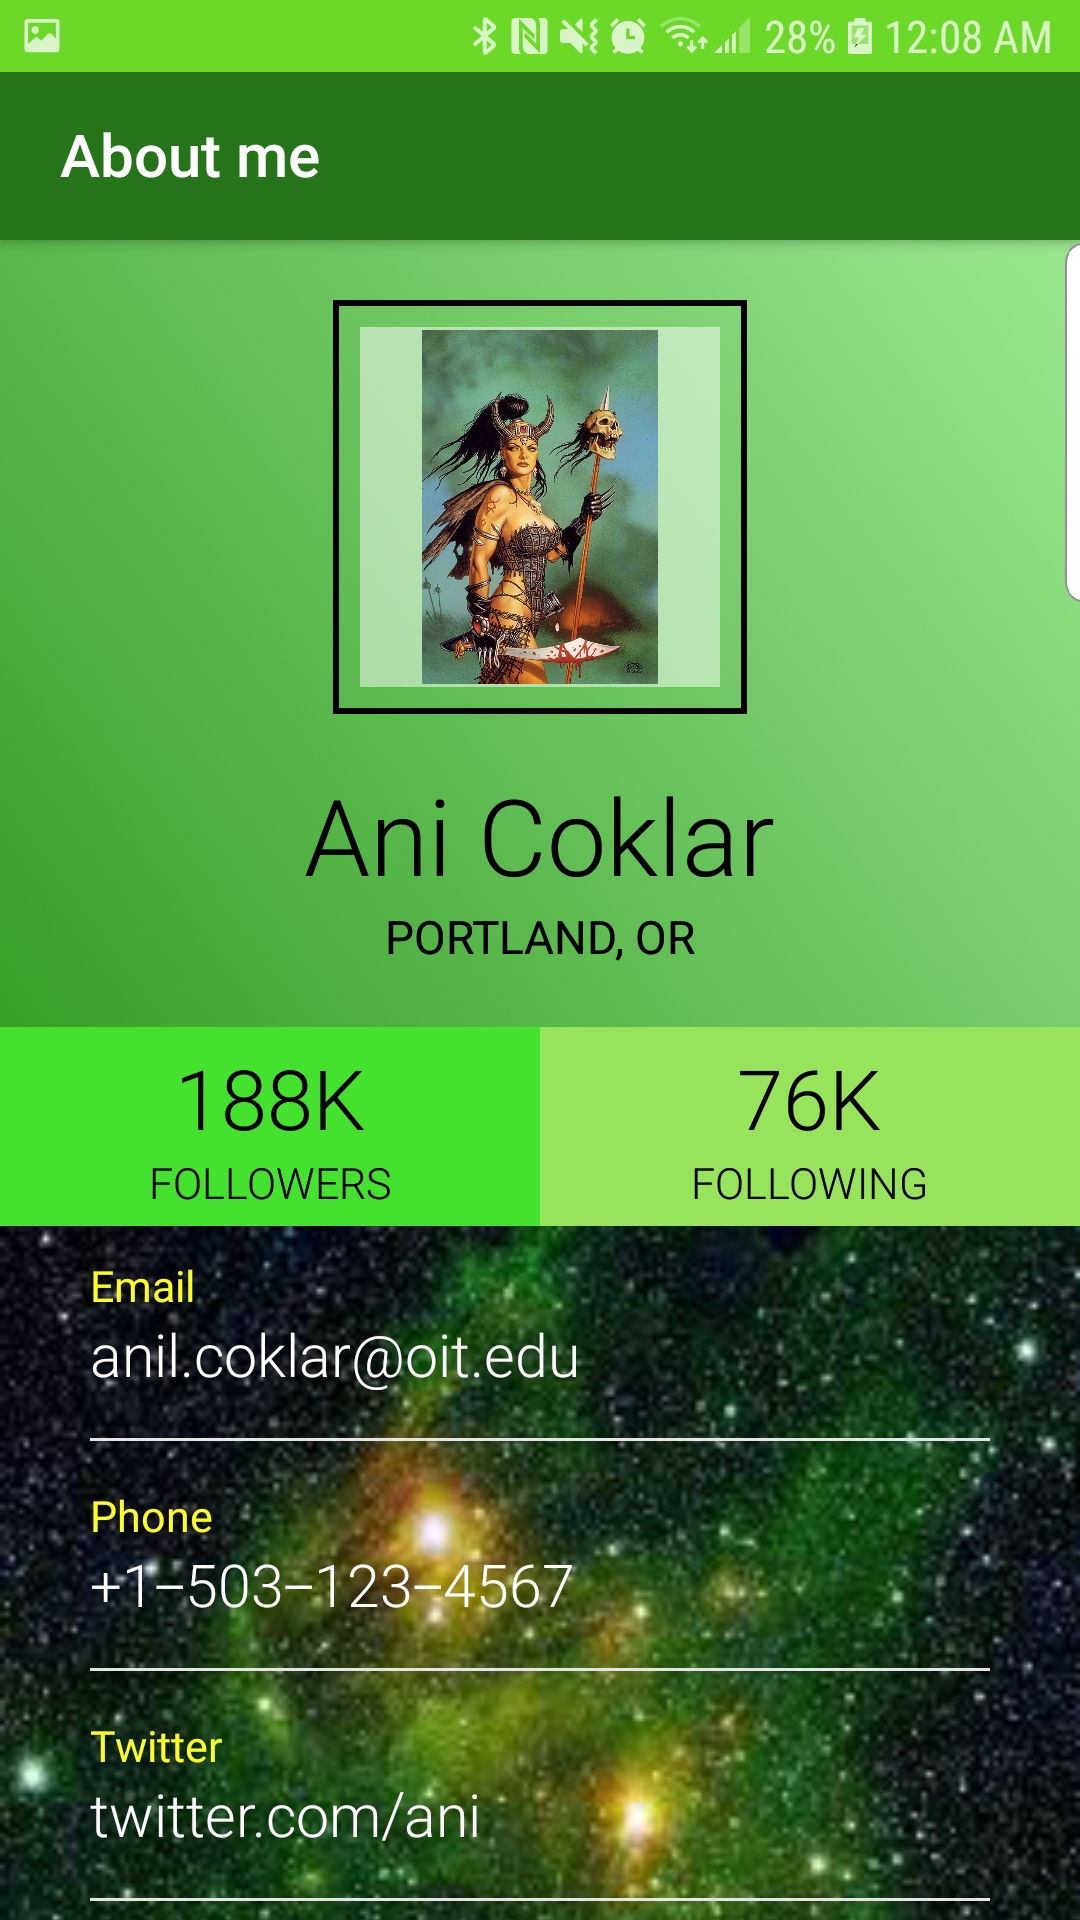 28% 12:08 AM
About me
Ani Coklar
PORTLAND, OR
188K
FOLLOWERS
76K
FOLLOWING
Email
anil.coklar@oit.edu
Phone
+1–503–123–4567
Twitter
twitter.com/ani